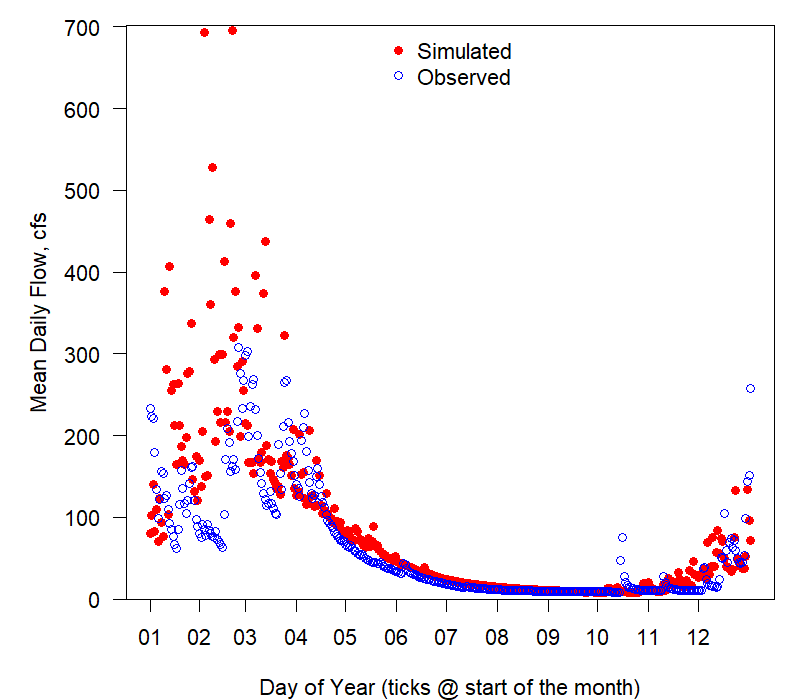 700
600
500
400
300
200
100
0
Mean Daily Flow, cfs
Simulated
Observed
01 02 03 04 05 06 07 08 09 10 11 12
Day of Year (ticks @ start of the month)